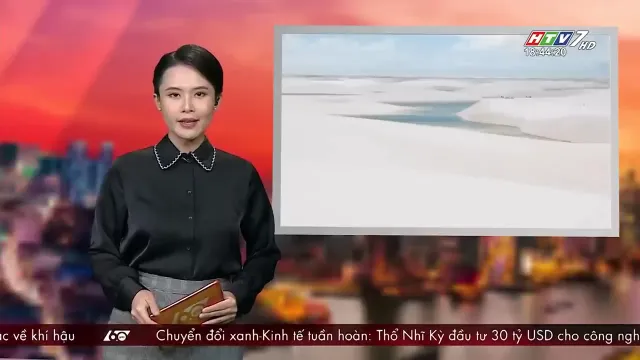 HTV7 HD
18:44:20
ác về khí hậu 60 Chuyển đổi xanh-Kinh tế tuần hoàn: Thổ Nhĩ Kỳ đầu tư 30 tỷ USD cho công ngh